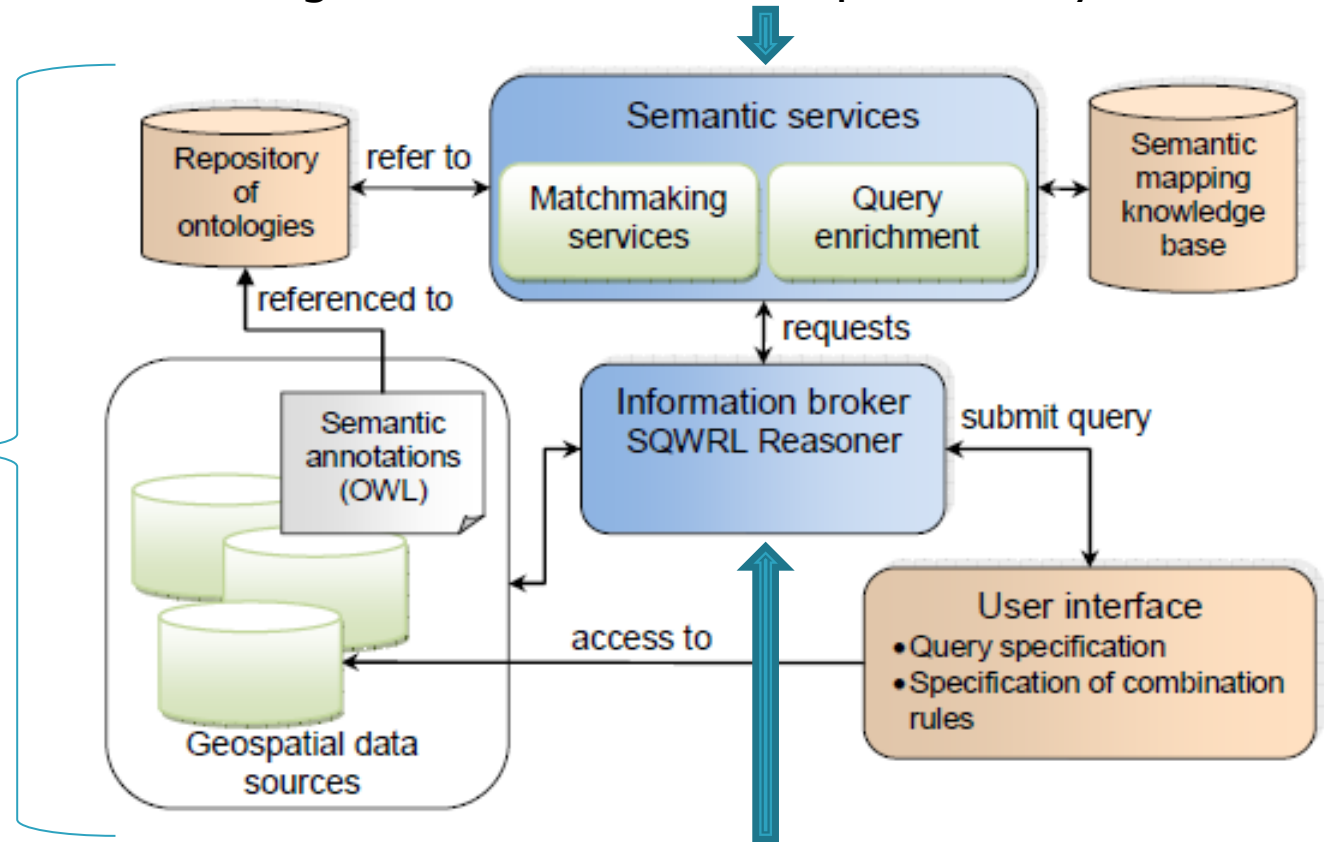 Semantic services
Repository
of
ontologies
refer to
Matchmaking
services
Query
enrichment
Semantic
mapping
knowledge
base
referenced to
requests
Semantic
annotations
(OWL)
Information broker
SQWRL Reasoner
submit query
User interface
•Query specification
•Specification of combination
rules
access to
Geospatial data
sources